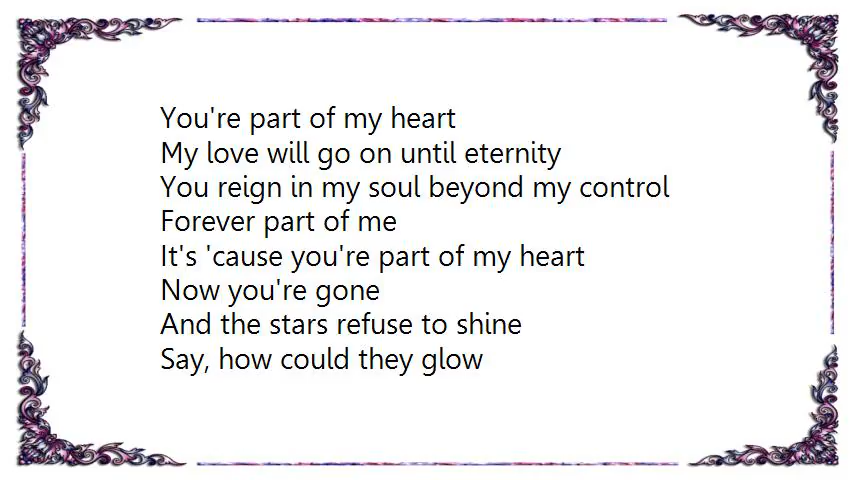 You're part of my heart
My love will go on until eternity
You reign in my soul beyond my control
Forever part of me
It's 'cause you're part of my heart
Now you're gone
And the stars refuse to shine
Say, how could they glow